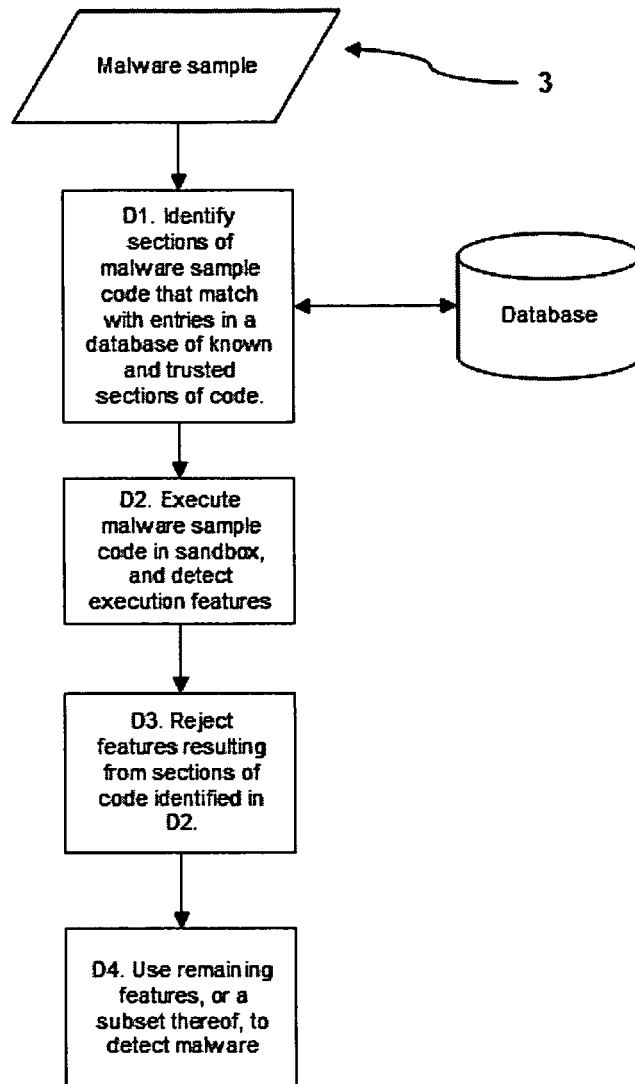 Malware sample
3
D1. Identify
sections of
malware sample
code that match
with entries in a
database of known
and trusted
sections of code.
Database
D2. Execute
malware sample
code in sandbox,
and detect
execution features
D3. Reject
features resulting
from sections of
code identified in
D2.
D4. Use remaining
features, or a
subset thereof, to
detect malware